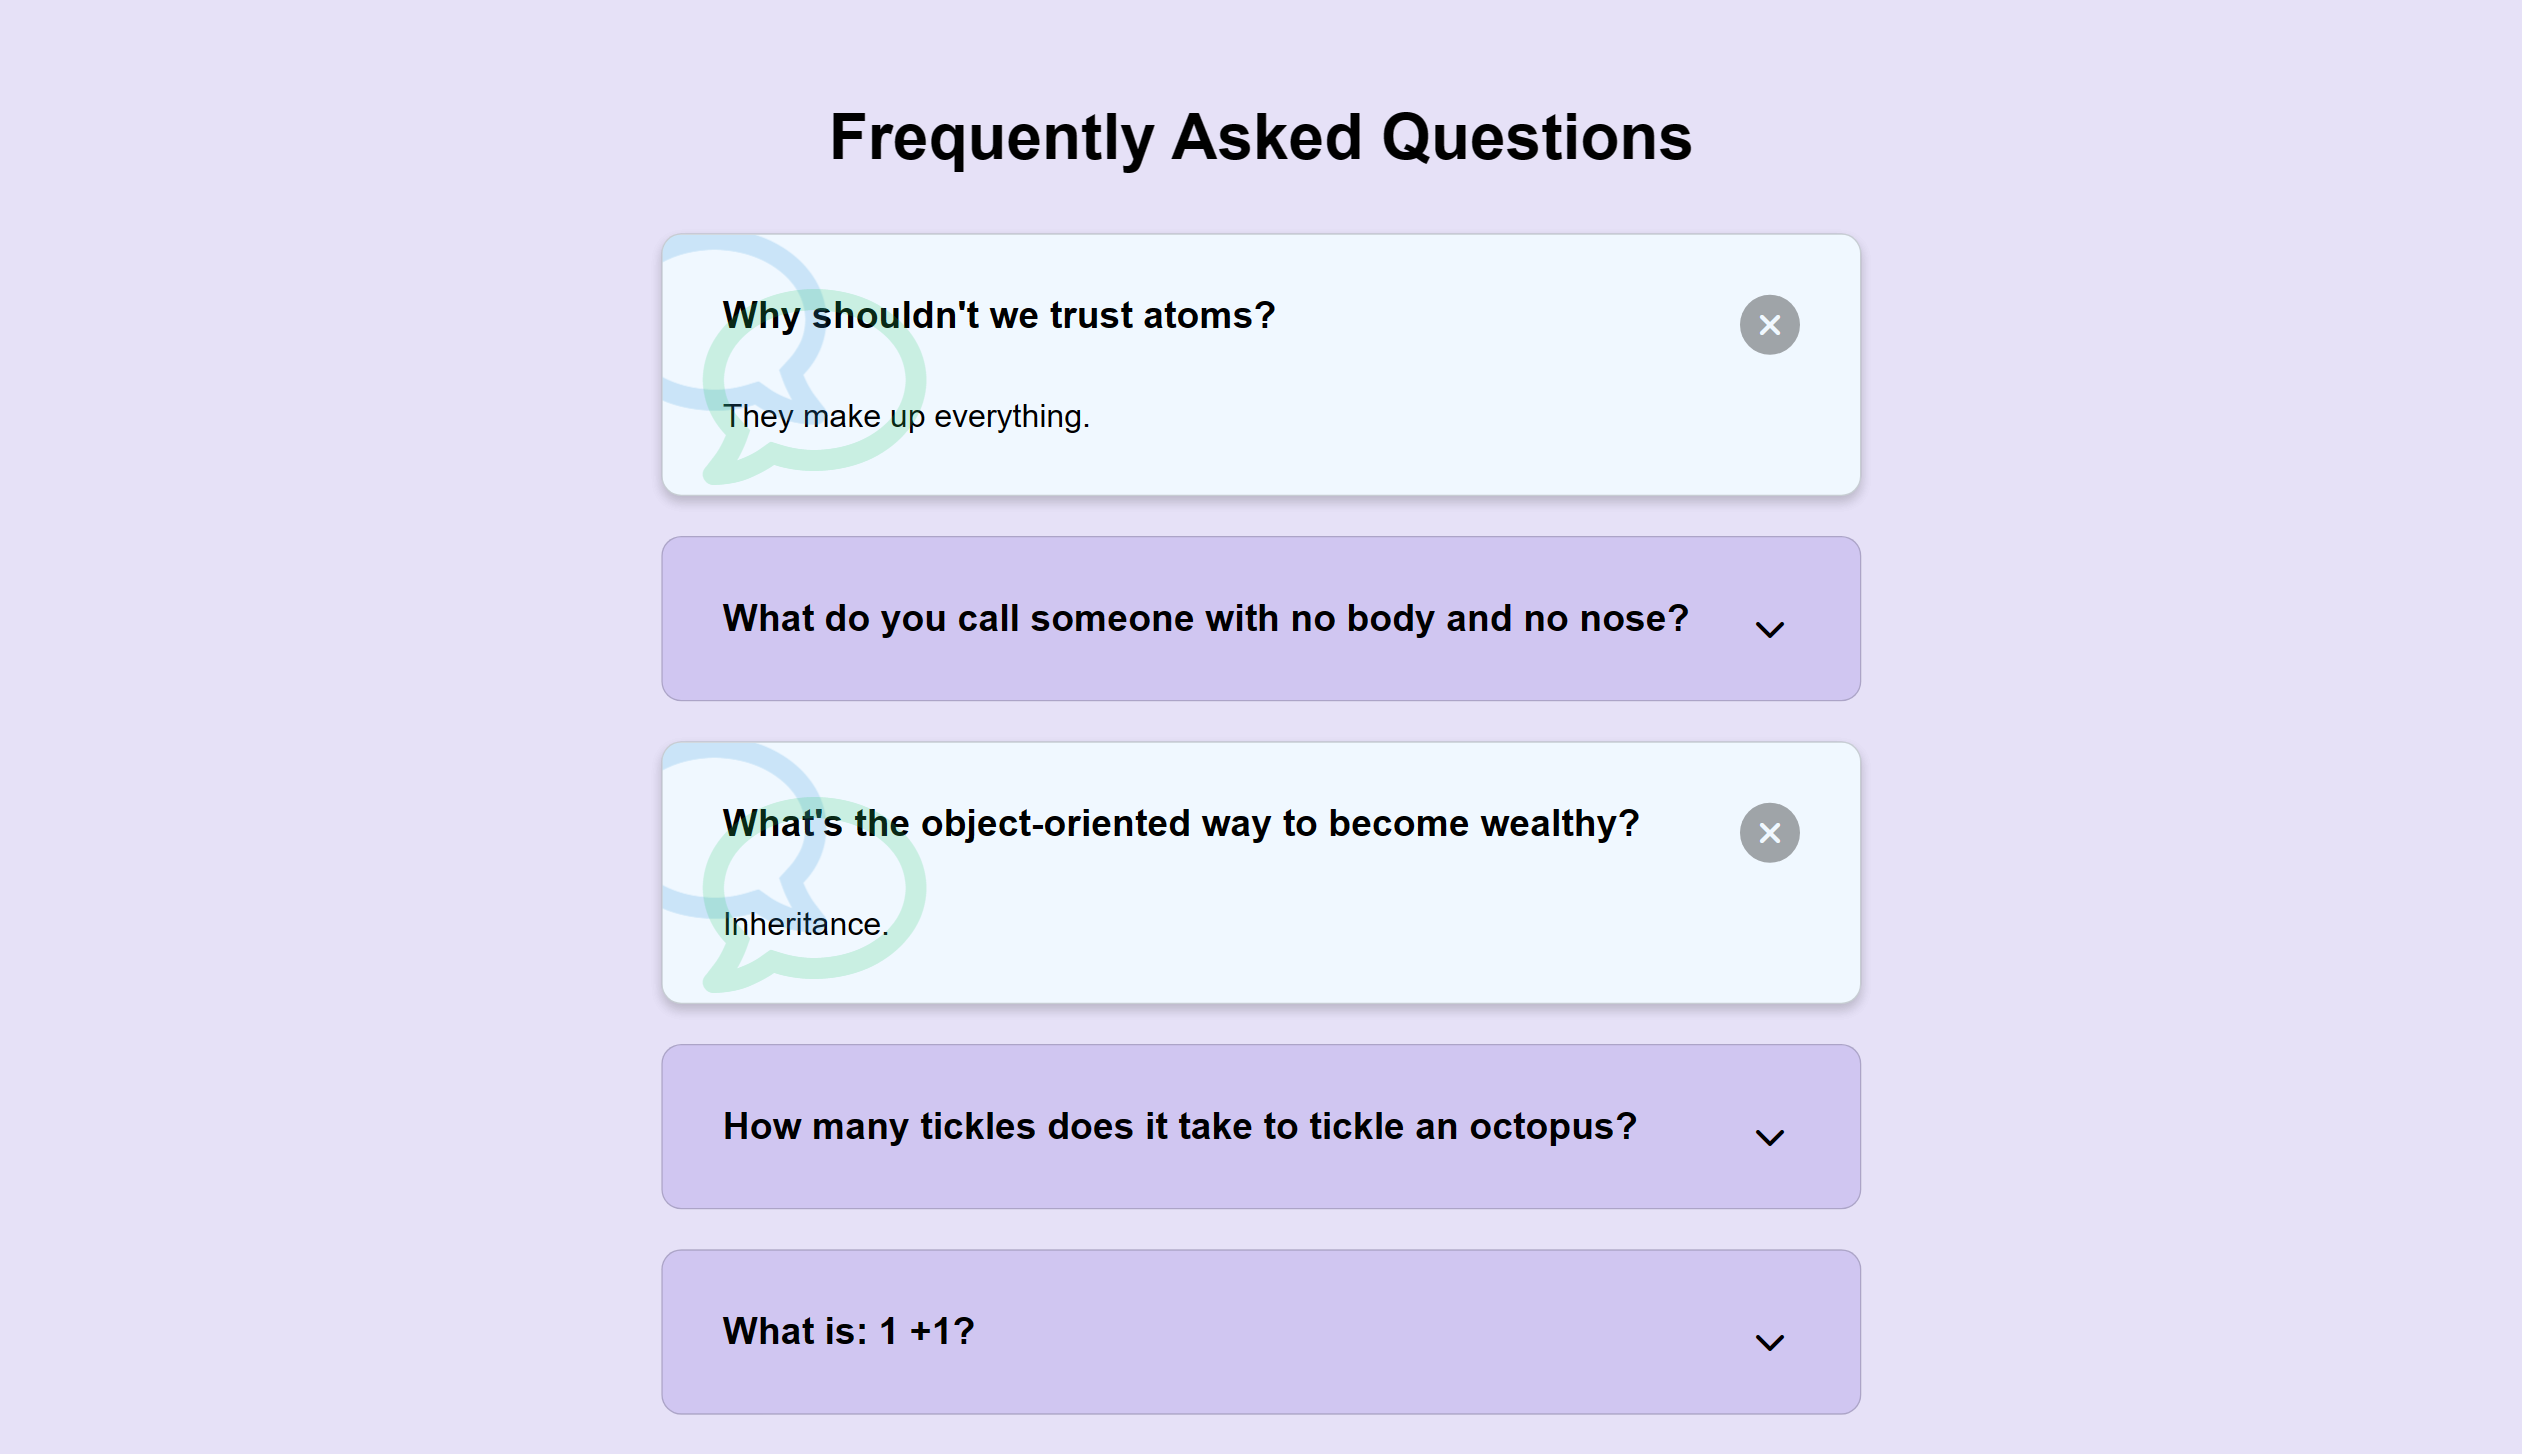 Frequently Asked Questions
Why shouldn't we trust atoms?
They make up everything.
What do you call someone with no body and no nose?
What's the object-oriented way to become wealthy?
Inheritance.
How many tickles does it take to tickle an octopus?
What is: 1 +1?